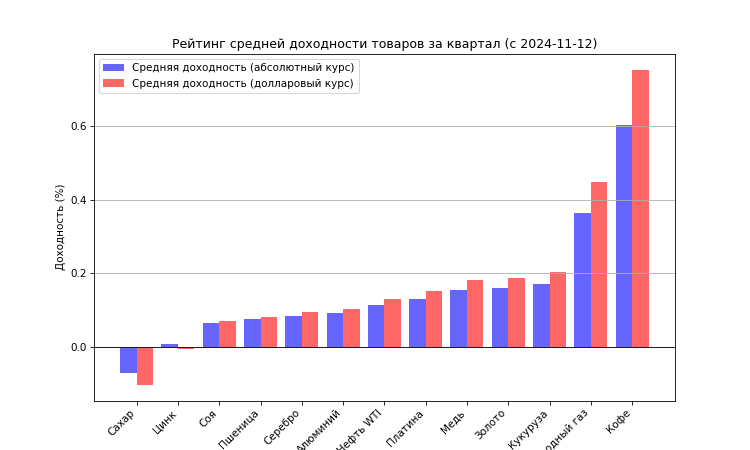 Рейтинг средней доходности товаров за квартал (с 2024-11-12)
Средняя доходность (абсолютный курс)
Средняя доходность (долларовый курс)
Доходность (%)
0.6
0.4
0.2
0.0
Сахар
Цинк
Соя
Пшеница
Серебро
Алюминий
Нефть WTI
Платина
Медь
Золото
Кукуруза
одный газ
Кофе